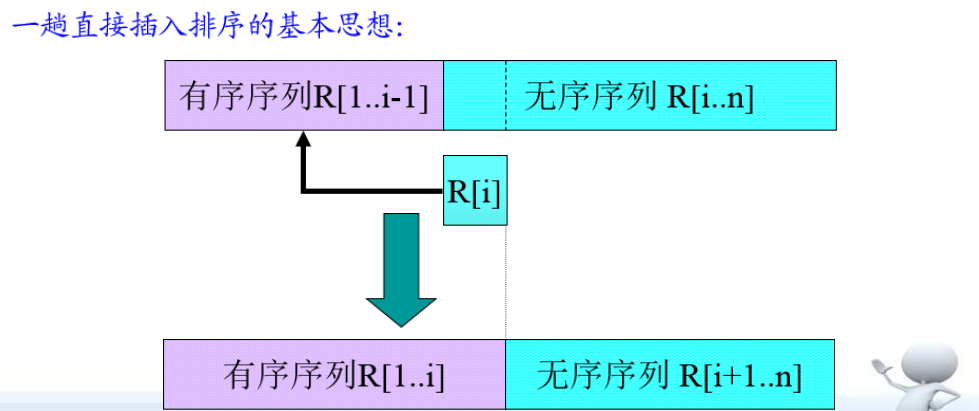 一趟直接插入排序的基本思想:
有序序列R[1..i-1]
无序序列 R[i..n]
R[i]
有序序列R[1..i]
无序序列 R[i+1..n]